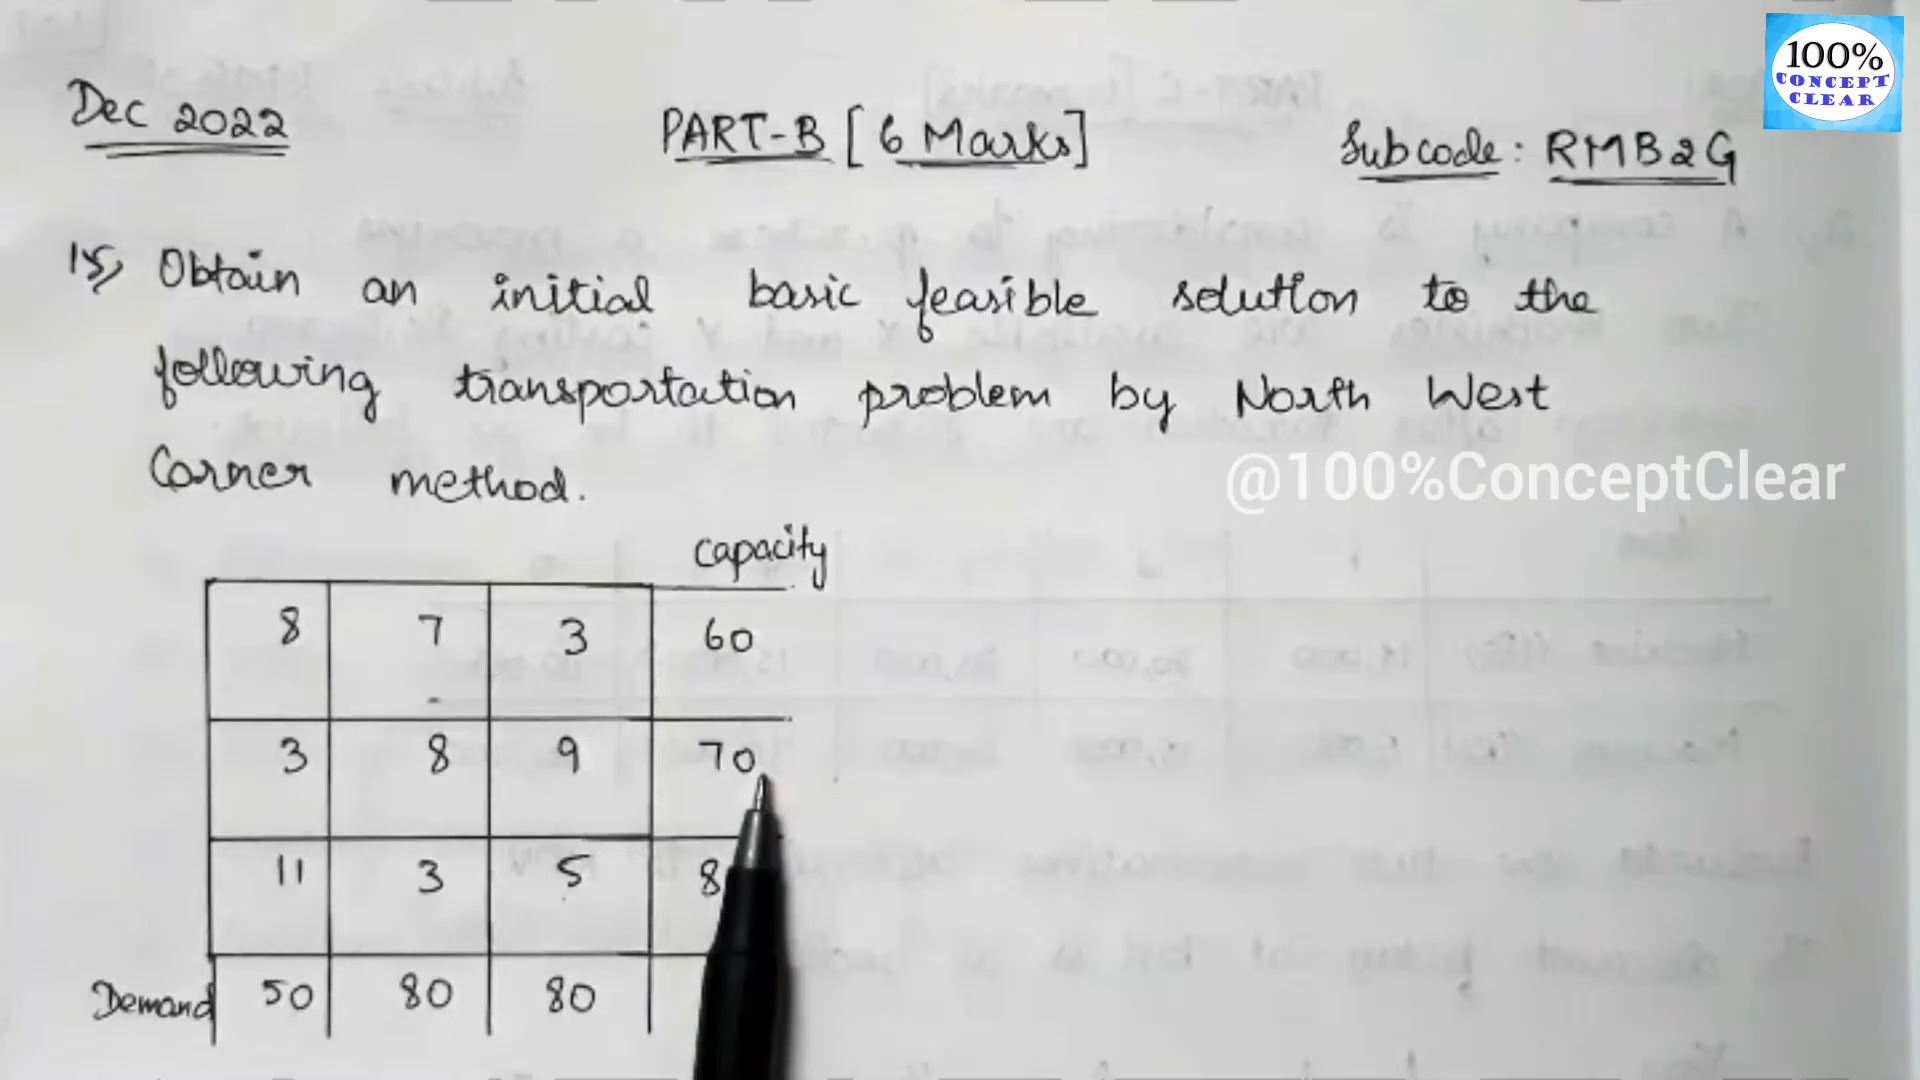 100%
CONCEPT
CLEAR
Dec 2022 PART-B [6 Marks] Subcode: RMB2G
15) Obtain an initial basic feasible solution to the
following transportation problem by North West
Corner method.
@100%ConceptClear
capacity
8 7 3 60
3 8 9 70
11 3 5 8
Demand 50 80 80